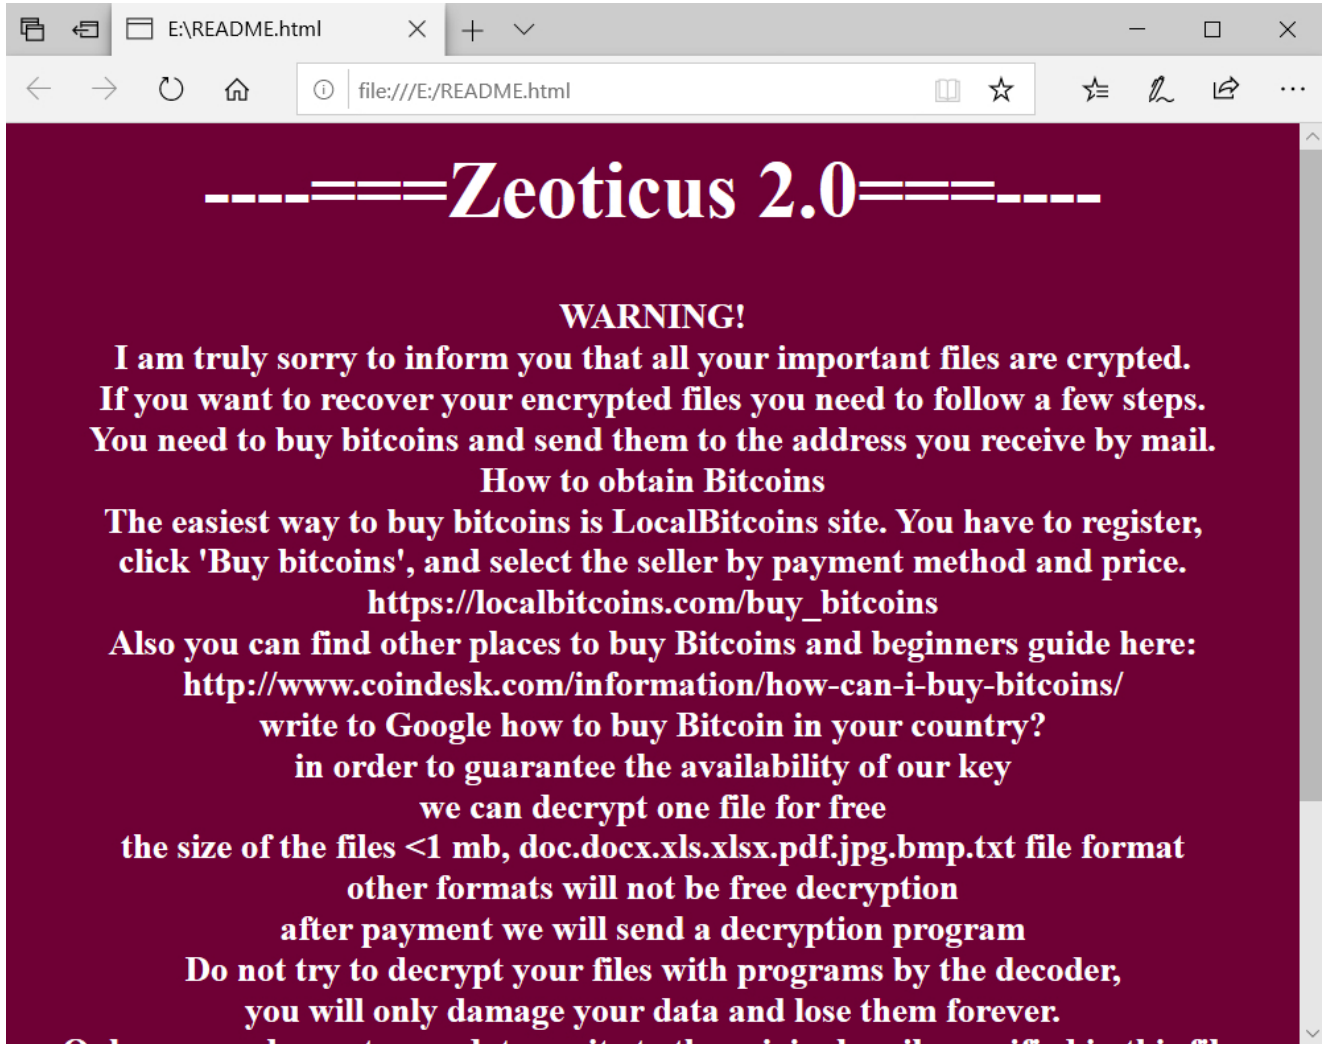 E:\README.html
file:///E:/README.html
----===Zeoticus 2.0===----
WARNING!
I am truly sorry to inform you that all your important files are crypted.
If you want to recover your encrypted files you need to follow a few steps.
You need to buy bitcoins and send them to the address you receive by mail.
How to obtain Bitcoins
The easiest way to buy bitcoins is LocalBitcoins site. You have to register,
click 'Buy bitcoins', and select the seller by payment method and price.
https://localbitcoins.com/buy_bitcoins
Also you can find other places to buy Bitcoins and beginners guide here:
http://www.coindesk.com/information/how-can-i-buy-bitcoins/
write to Google how to buy Bitcoin in your country?
in order to guarantee the availability of our key
we can decrypt one file for free
the size of the files <1 mb, doc.docx.xls.xlsx.pdf.jpg.bmp.txt file format
other formats will not be free decryption
after payment we will send a decryption program
Do not try to decrypt your files with programs by the decoder,
you will only damage your data and lose them forever.